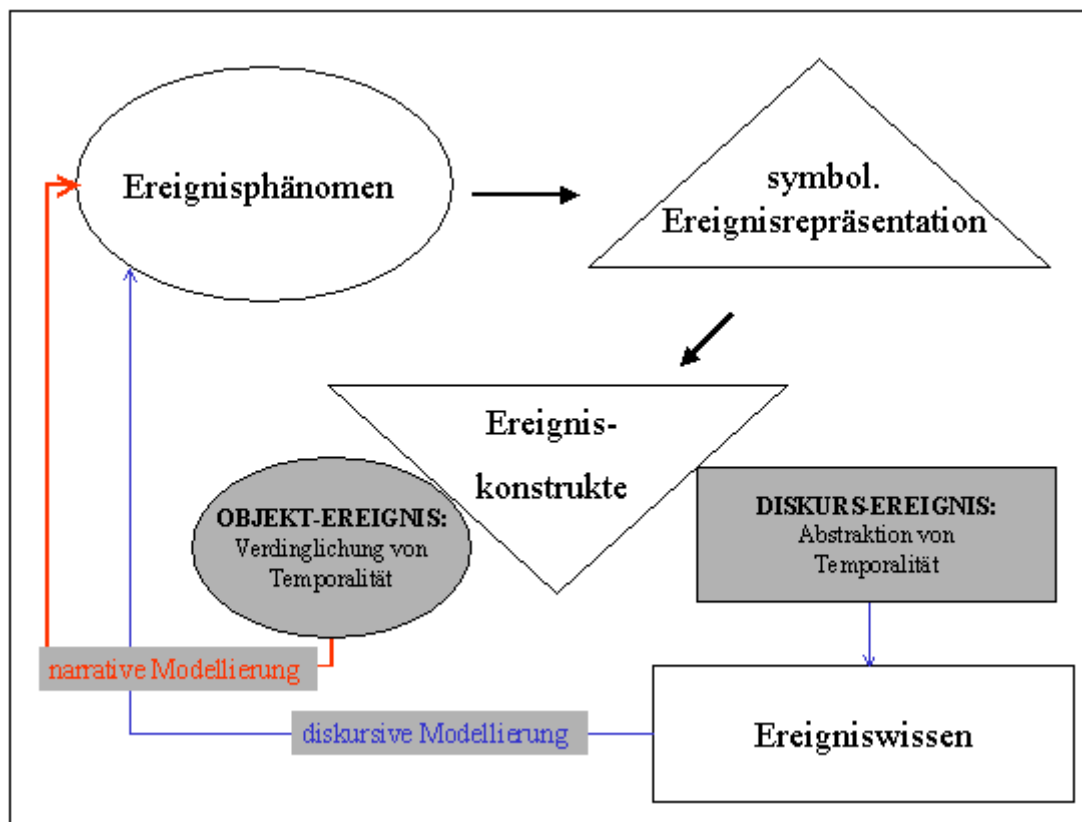 Ereignisphänomen
symbol.
Ereignisrepräsentation
Ereignis-
konstrukte
OBJEKT-EREIGNIS:
Verdinglichung von
Temporalität
DISKURS-EREIGNIS:
Abstraktion von
Temporalität
narrative Modellierung
diskursive Modellierung
Ereigniswissen